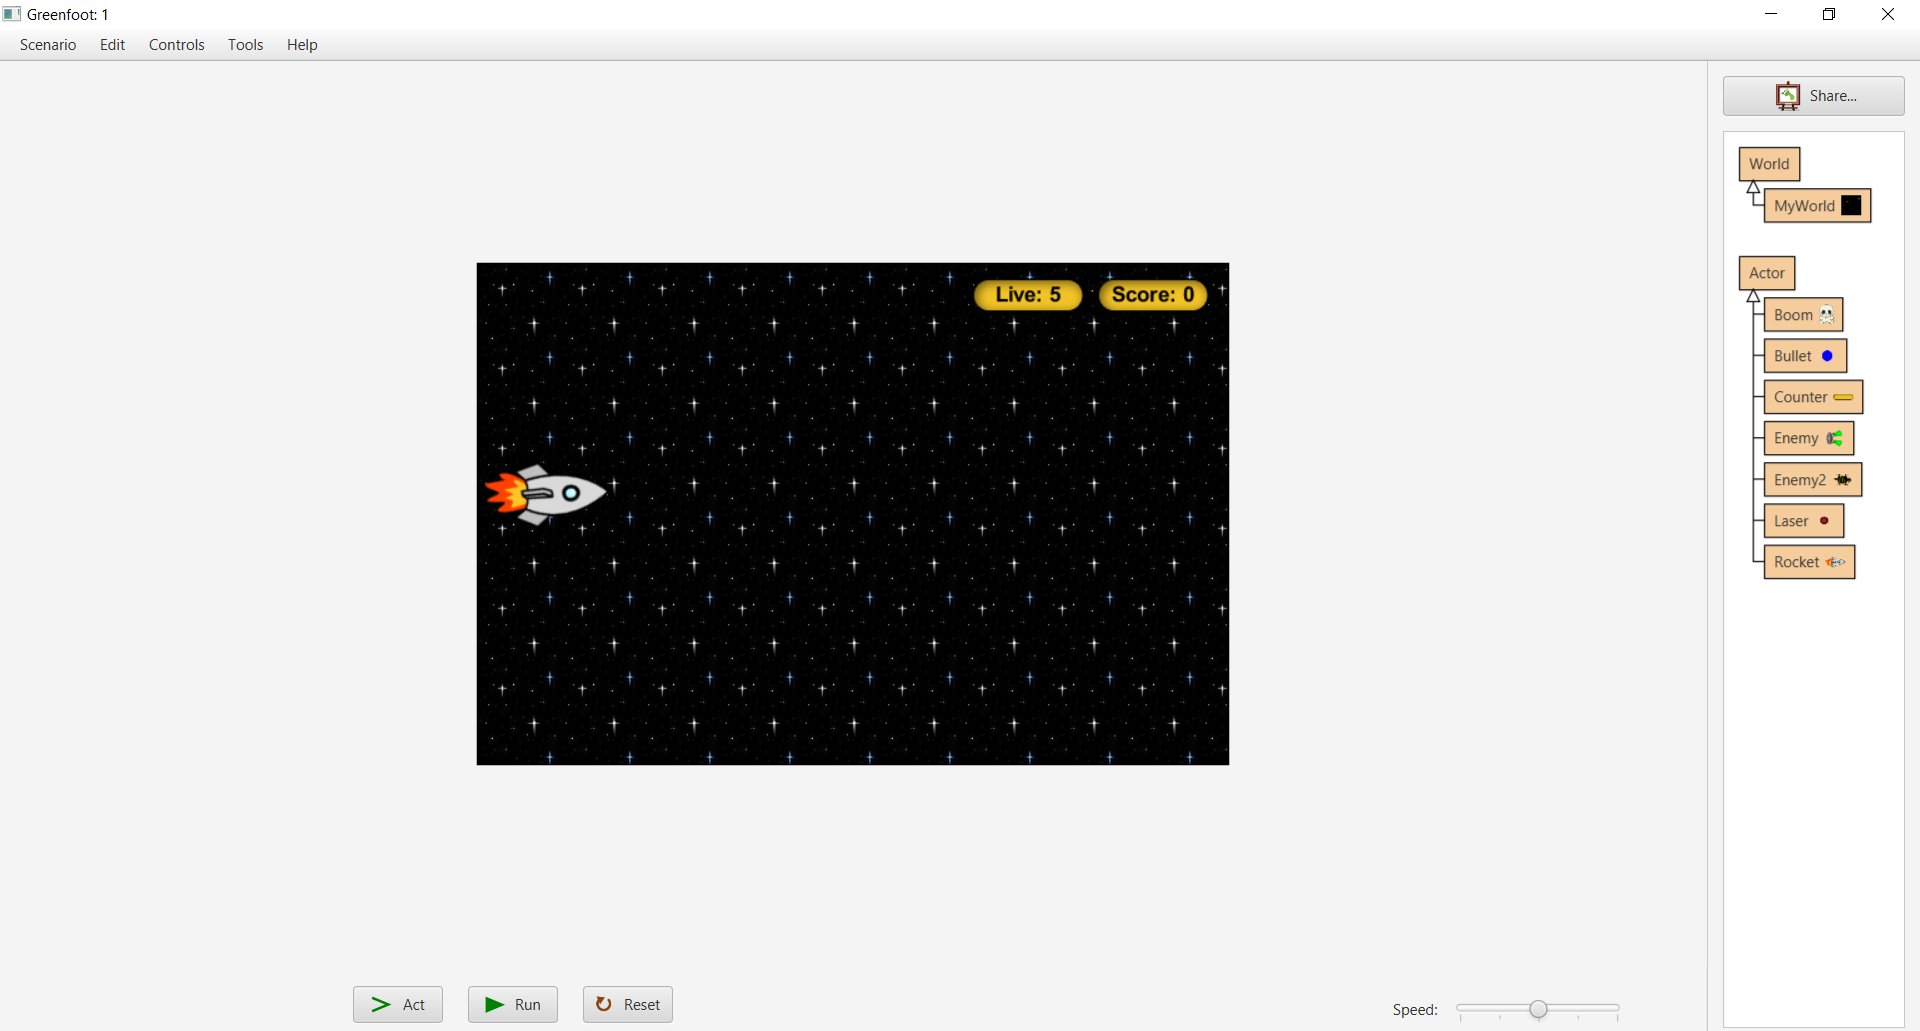 Greenfoot: 1
Scenario Edit Controls Tools Help
Share...
World
MyWorld
Live: 5 Score: 0
Actor
Boom
Bullet
Counter
Enemy
Enemy2
Laser
Rocket
Act Run Reset Speed: